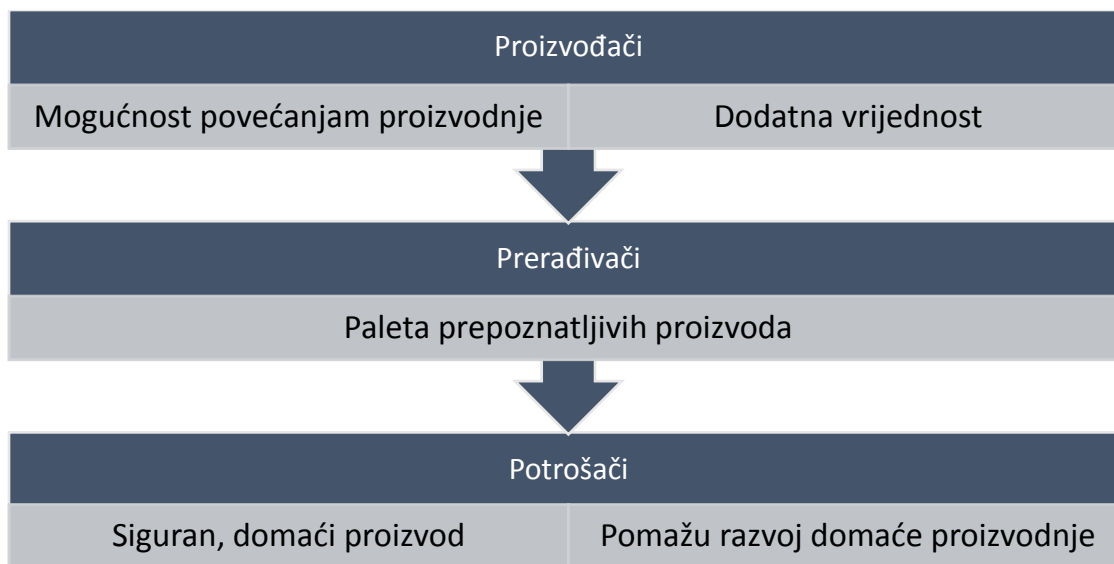 Proizvođači
Mogućnost povećanjam proizvodnje
Dodatna vrijednost
Prerađivači
Paleta prepoznatljivih proizvoda
Potrošači
Siguran, domaći proizvod
Pomažu razvoj domaće proizvodnje